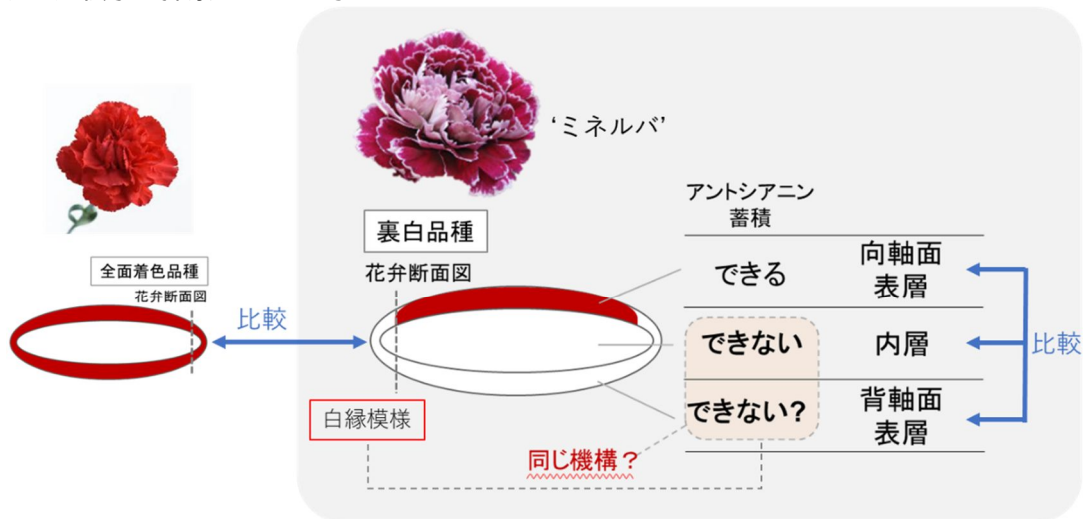 ‘ミネルバ’
全面着色品種
花弁断面図
比較
裏白品種
花弁断面図
白縁模様
アントシアニン
蓄積
できる
向軸面
表層
できない
内層
できない?
背軸面
表層
比較
同じ機構？